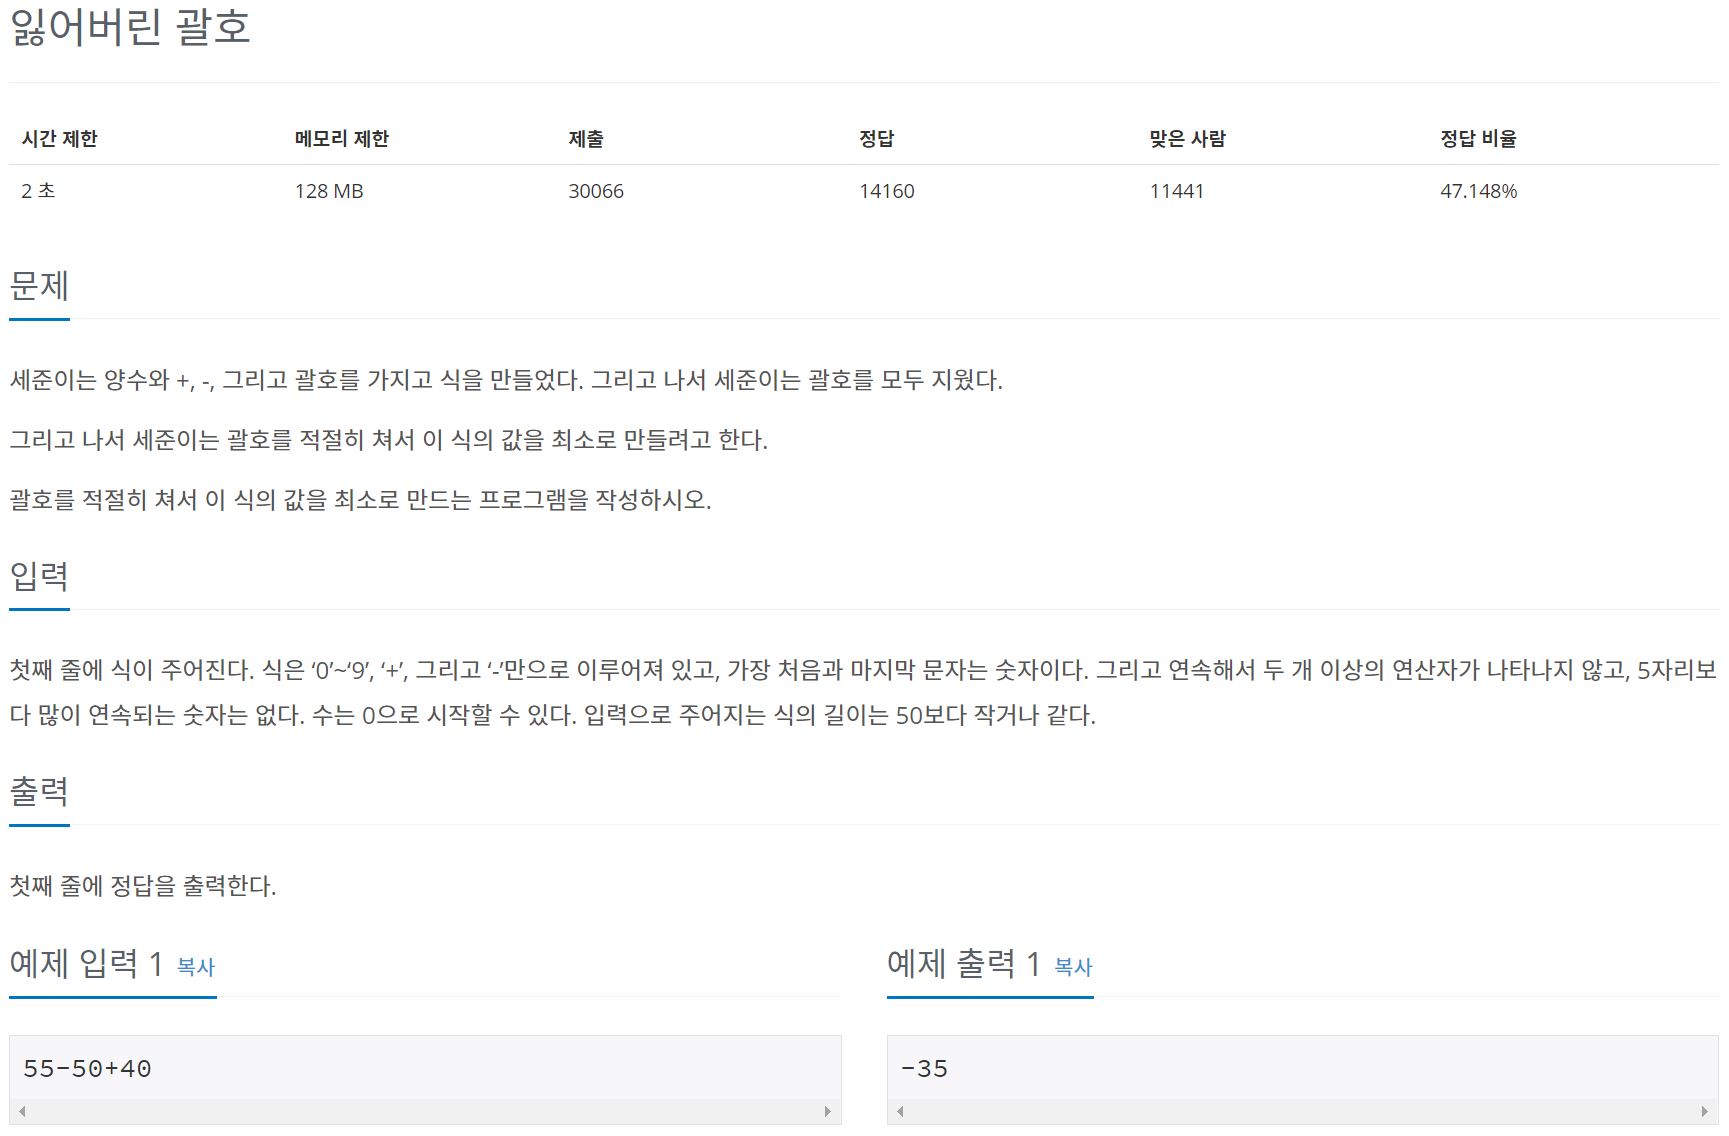 잃어버린 괄호
시간 제한 메모리 제한 제출 정답 맞은 사람 정답 비율
2 초 128 MB 30066 14160 11441 47.148%
문제
세준이는 양수와 +, -, 그리고 괄호를 가지고 식을 만들었다. 그리고 나서 세준이는 괄호를 모두 지웠다.
그리고 나서 세준이는 괄호를 적절히 쳐서 이 식의 값을 최소로 만들려고 한다.
괄호를 적절히 쳐서 이 식의 값을 최소로 만드는 프로그램을 작성하시오.
입력
첫째 줄에 식이 주어진다. 식은 ‘0’~‘9’, ‘+’, 그리고 ‘-’만으로 이루어져 있고, 가장 처음과 마지막 문자는 숫자이다. 그리고 연속해서 두 개 이상의 연산자가 나타나지 않고, 5자리보
다 많이 연속되는 숫자는 없다. 수는 0으로 시작할 수 있다. 입력으로 주어지는 식의 길이는 50보다 작거나 같다.
출력
첫째 줄에 정답을 출력한다.
예제 입력 1 복사
예제 출력 1 복사
55-50+40
-35